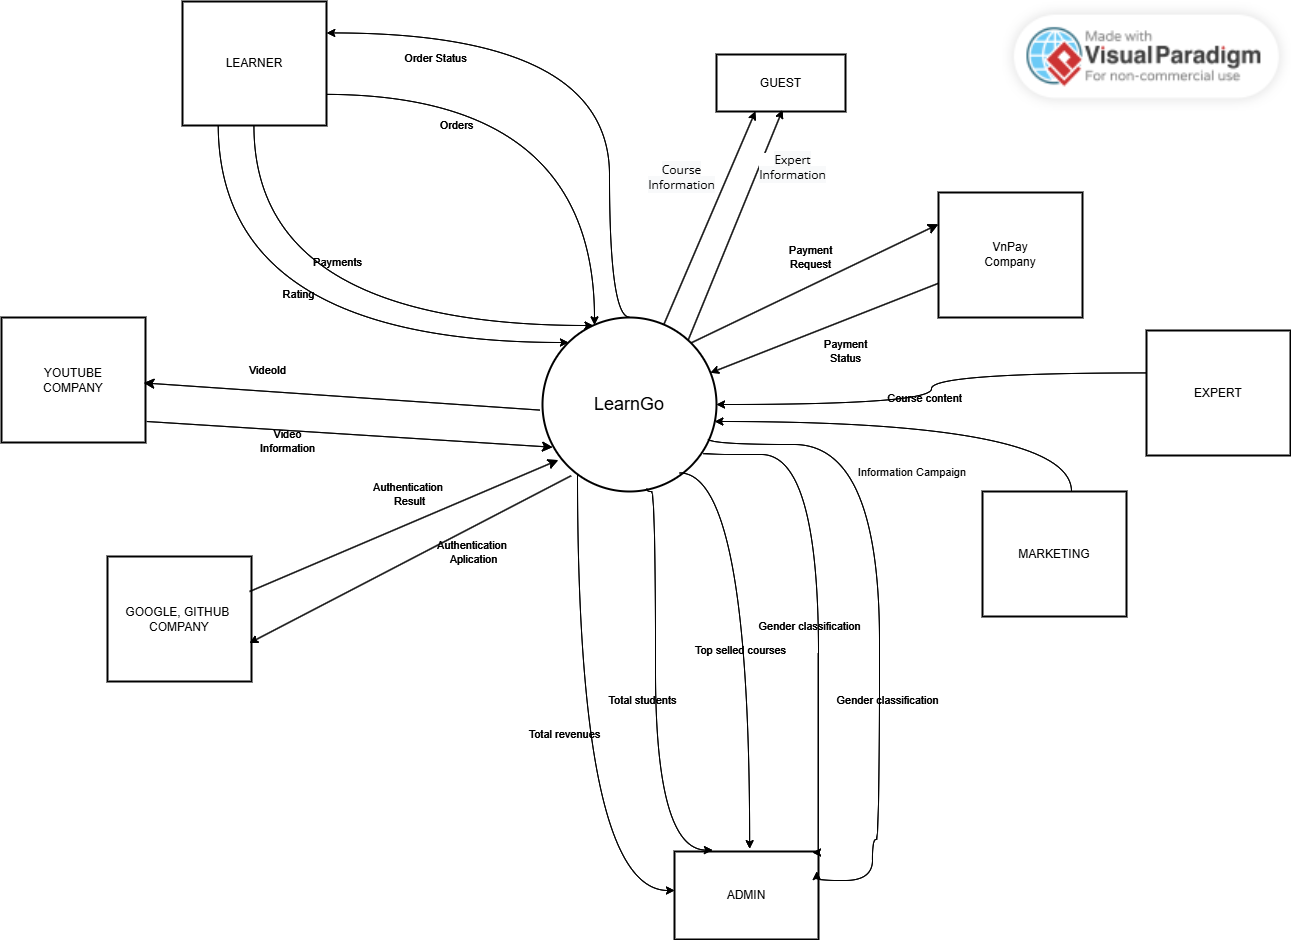 Made with
Visual Paradigm
For non-commercial use
LEARNER
Order Status
Orders
GUEST
Course
Information
Expert
Information
VnPay
Company
Payment
Request
Payment
Status
Payments
Rating
YOUTUBE
COMPANY
VideoId
Video
Information
LearnGo
Course content
EXPERT
Information Campaign
MARKETING
Authentication
Result
Authentication
Aplication
GOOGLE, GITHUB
COMPANY
Gender classification
Top selled courses
Total students
Gender classification
Total revenues
ADMIN